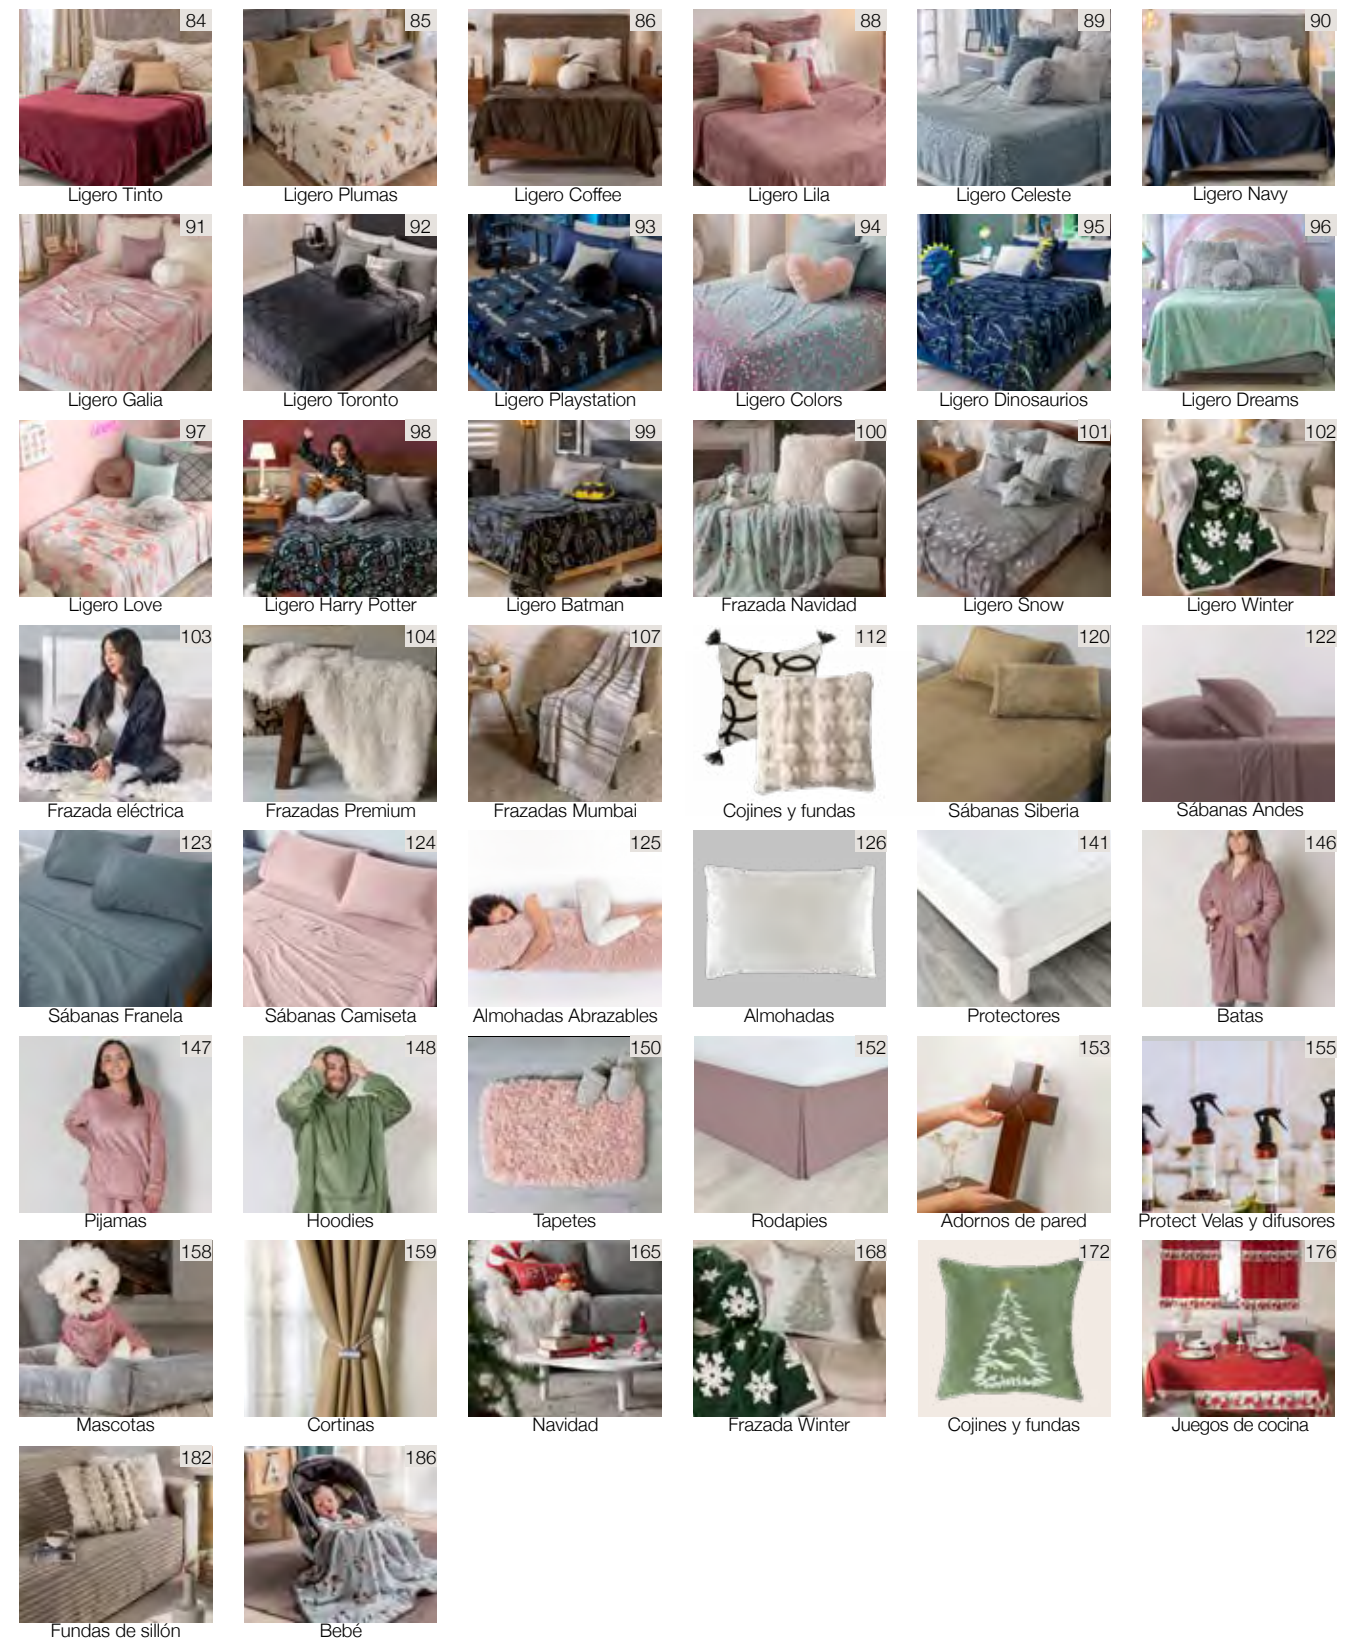 84 85 86 88 89 90
Ligero Tinto Ligero Plumas Ligero Coffee Ligero Lila Ligero Celeste Ligero Navy
91 92 93 94 95 96
Ligero Galia Ligero Toronto Ligero Playstation Ligero Colors Ligero Dinosaurios Ligero Dreams
97 98 99 100 101 102
Ligero Love Ligero Harry Potter Ligero Batman Frazada Navidad Ligero Snow Ligero Winter
103 104 107 112 120 122
Frazada eléctrica Frazadas Premium Frazadas Mumbai Cojines y fundas Sábanas Siberia Sábanas Andes
123 124 125 126 141 146
Sábanas Franela Sábanas Camiseta Almohadas Abrazables Almohadas Protectores Batas
147 148 150 152 153 155
Pijamas Hoodies Tapetes Rodapies Adornos de pared Protect Velas y difusores
158 159 165 168 172 176
Mascotas Cortinas Navidad Frazada Winter Cojines y fundas Juegos de cocina
182 186
Fundas de sillón Bebé